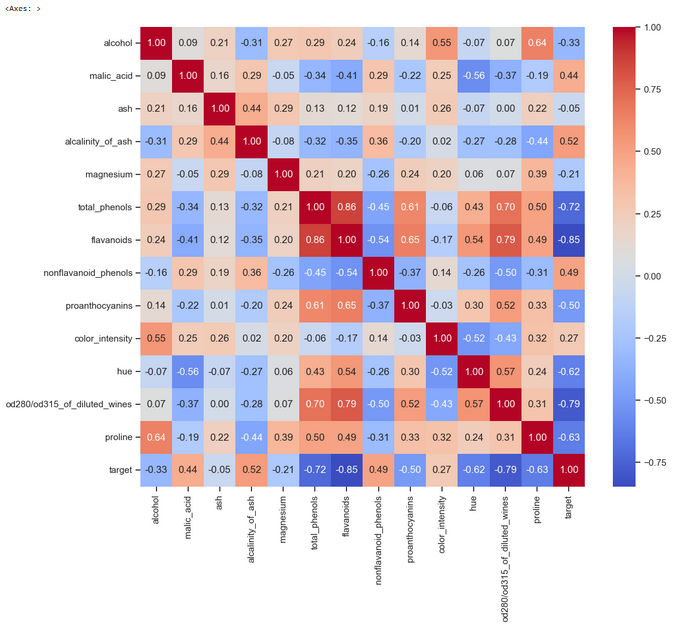 <Axes: >
alcohol 1.00 0.09 0.21 -0.31 0.27 0.29 0.24 -0.16 0.14 0.55 -0.07 0.07 0.64 -0.33
malic_acid 0.09 1.00 0.16 0.29 -0.05 -0.34 -0.41 0.29 -0.22 0.25 -0.56 -0.37 -0.19 0.44
ash 0.21 0.16 1.00 0.44 0.29 0.13 0.12 0.19 0.01 0.26 -0.07 0.00 0.22 -0.05
alcalinity_of_ash -0.31 0.29 0.44 1.00 -0.08 -0.32 -0.35 0.36 -0.20 0.02 -0.27 -0.28 -0.44 0.52
magnesium 0.27 -0.05 0.29 -0.08 1.00 0.21 0.20 -0.26 0.24 0.20 0.06 0.07 0.39 -0.21
total_phenols 0.29 -0.34 0.13 -0.32 0.21 1.00 0.86 -0.45 0.61 -0.06 0.43 0.70 0.50 -0.72
flavanoids 0.24 -0.41 0.12 -0.35 0.20 0.86 1.00 -0.54 0.65 -0.17 0.54 0.79 0.49 -0.85
nonflavanoid_phenols -0.16 0.29 0.19 0.36 -0.26 -0.45 -0.54 1.00 -0.37 0.14 -0.26 -0.50 -0.31 0.49
proanthocyanins 0.14 -0.22 0.01 -0.20 0.24 0.61 0.65 -0.37 1.00 -0.03 0.30 0.52 0.33 -0.50
color_intensity 0.55 0.25 0.26 0.02 0.20 -0.06 -0.17 0.14 -0.03 1.00 -0.52 -0.43 0.32 0.27
hue -0.07 -0.56 -0.07 -0.27 0.06 0.43 0.54 -0.26 0.30 -0.52 1.00 0.57 0.24 -0.62
od280/od315_of_diluted_wines 0.07 -0.37 0.00 -0.28 0.07 0.70 0.79 -0.50 0.52 -0.43 0.57 1.00 0.31 -0.79
proline 0.64 -0.19 0.22 -0.44 0.39 0.50 0.49 -0.31 0.33 0.32 0.24 0.31 1.00 -0.63
target -0.33 0.44 -0.05 0.52 -0.21 -0.72 -0.85 0.49 -0.50 0.27 -0.62 -0.79 -0.63 1.00
alcohol
malic_acid
ash
alcalinity_of_ash
magnesium
total_phenols
flavanoids
nonflavanoid_phenols
proanthocyanins
color_intensity
hue
od280/od315_of_diluted_wines
proline
target
1.00
0.75
0.50
0.25
0.00
−0.25
−0.50
−0.75